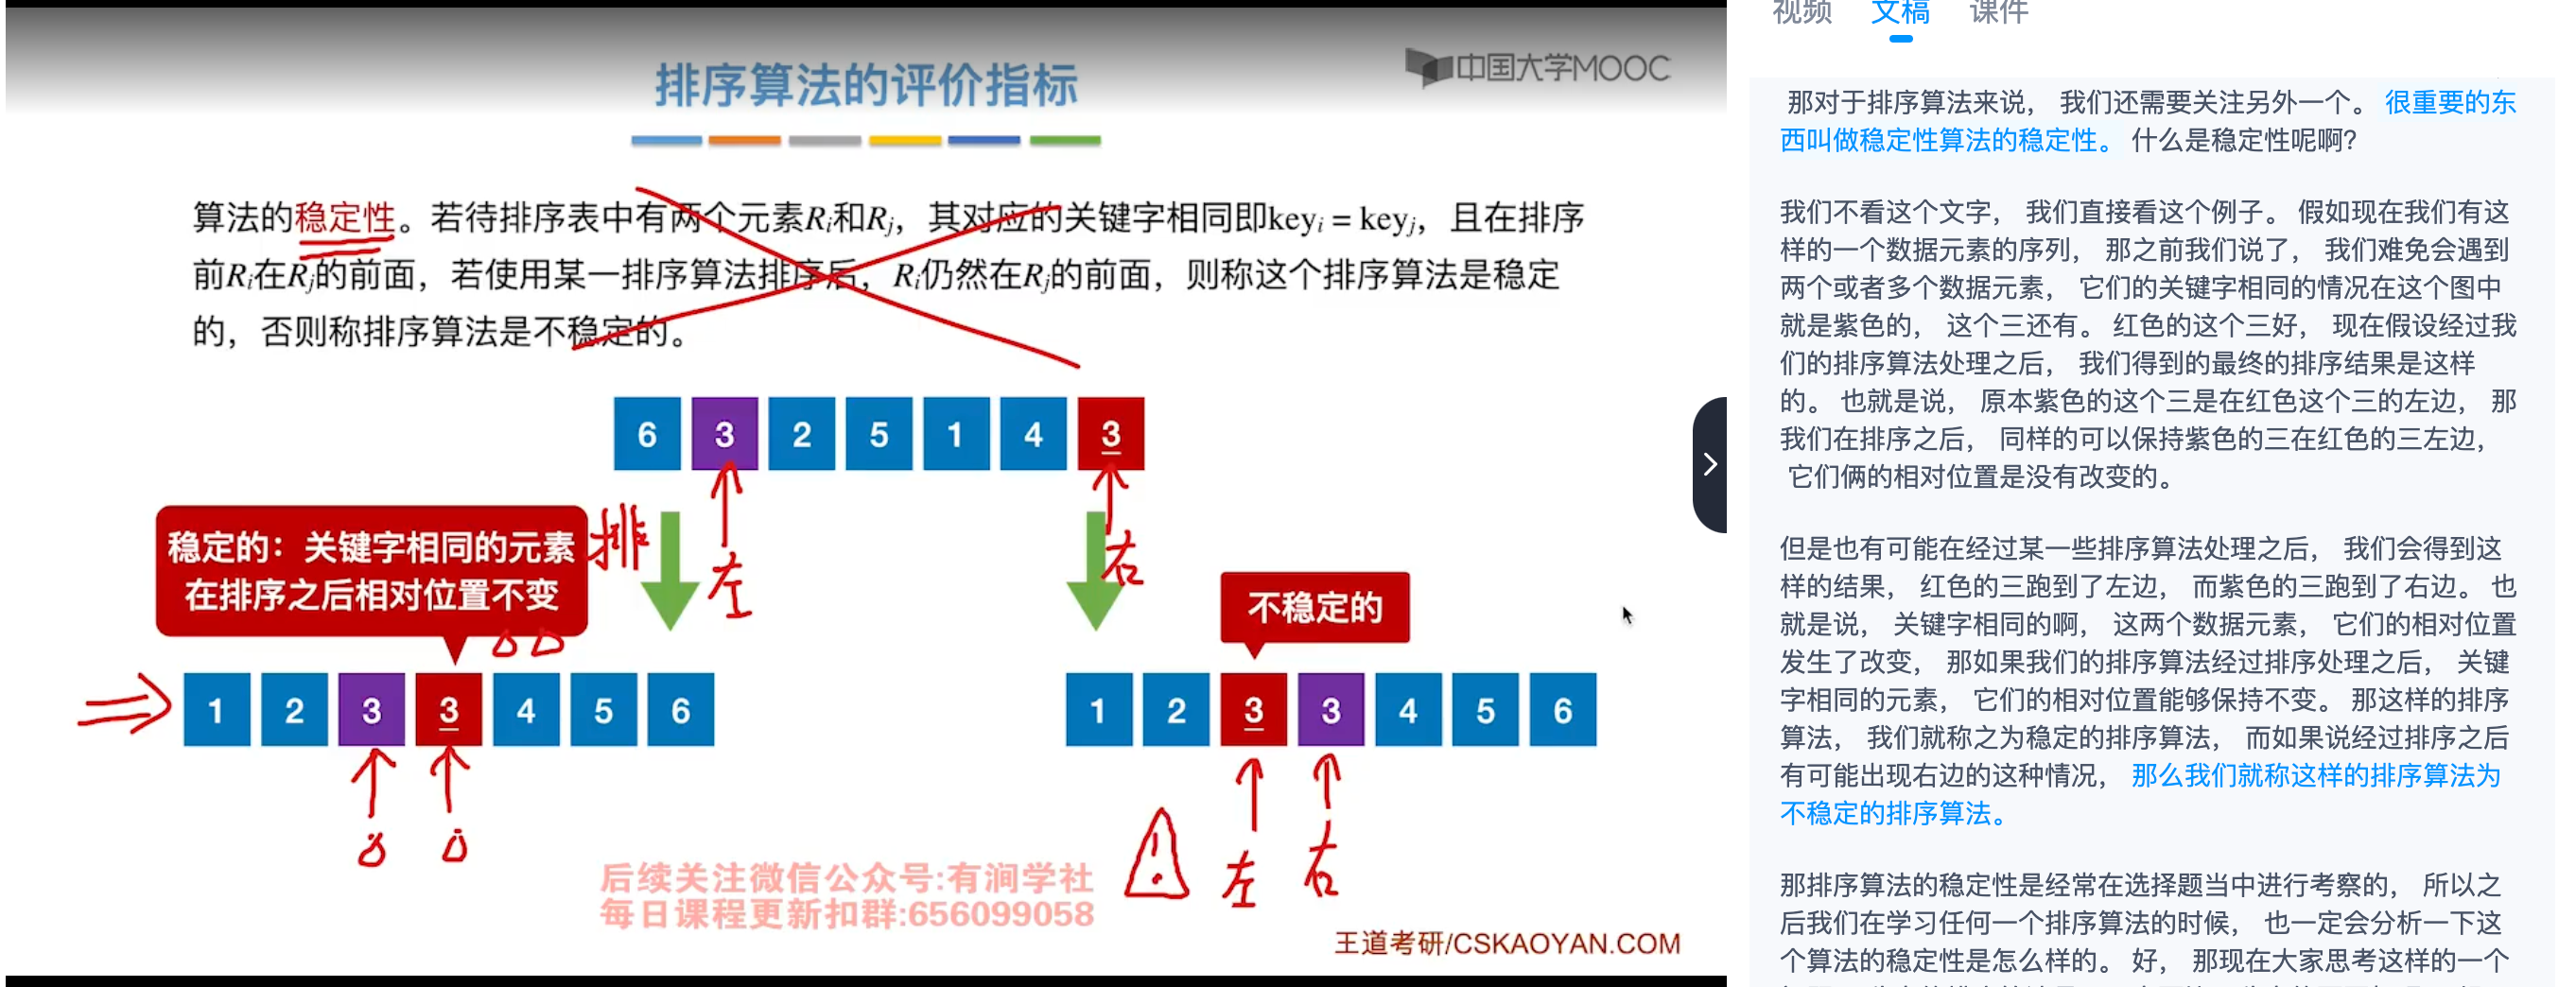 排序算法的评价指标
中国大学MOOC
算法的稳定性。若待排序表中有两个元素Ri和Rj，其对应的关键字相同即keyi = keyj，且在排序
前Ri在Rj的前面，若使用某一排序算法排序后，Ri仍然在Rj的前面，则称这个排序算法是稳定
的，否则称排序算法是不稳定的。
6 3 2 5 1 4 3
稳定的：关键字相同的元素
在排序之后相对位置不变
排
左
右
不稳定的
1 2 3 3 4 5 6
1 2 3 3 4 5 6
左 右
后续关注微信公众号:有涧学社
每日课程更新扣群:656099058
王道考研/CSKAOYAN.COM
视频 文稿 课件
那对于排序算法来说， 我们还需要关注另外一个。 很重要的东
西叫做稳定性算法的稳定性。 什么是稳定性呢啊？
我们不看这个文字， 我们直接看这个例子。 假如现在我们有这
样的一个数据元素的序列， 那之前我们说了， 我们难免会遇到
两个或者多个数据元素， 它们的关键字相同的情况在这个图中
就是紫色的， 这个三还有。 红色的这个三好， 现在假设经过我
们的排序算法处理之后， 我们得到的最终的排序结果是这样
的。 也就是说， 原本紫色的这个三是在红色这个三的左边， 那
我们在排序之后， 同样的可以保持紫色的三在红色的三左边，
它们俩的相对位置是没有改变的。
但是也有可能在经过某一些排序算法处理之后， 我们会得到这
样的结果， 红色的三跑到了左边， 而紫色的三跑到了右边。 也
就是说， 关键字相同的啊， 这两个数据元素， 它们的相对位置
发生了改变， 那如果我们的排序算法经过排序处理之后， 关键
字相同的元素， 它们的相对位置能够保持不变。 那这样的排序
算法， 我们就称之为稳定的排序算法， 而如果说经过排序之后
有可能出现右边的这种情况， 那么我们就称这样的排序算法为
不稳定的排序算法。
那排序算法的稳定性是经常在选择题当中进行考察的， 所以之
后我们在学习任何一个排序算法的时候， 也一定会分析一下这
个算法的稳定性是怎么样的。 好， 那现在大家思考这样的一个